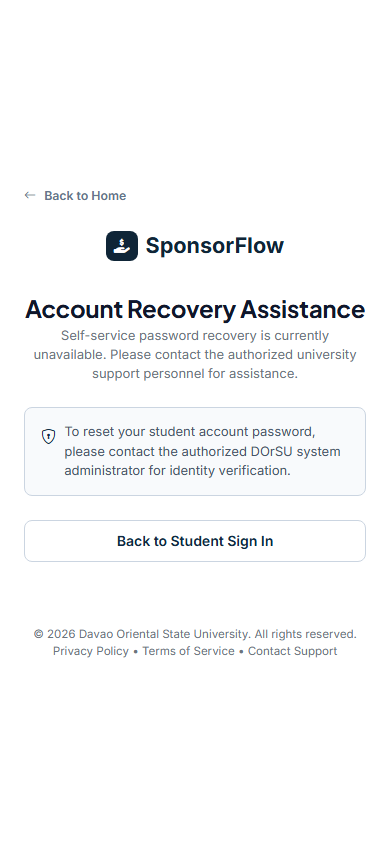 ← Back to Home
SponsorFlow
Account Recovery Assistance
Self-service password recovery is currently
unavailable. Please contact the authorized university
support personnel for assistance.
To reset your student account password,
please contact the authorized DOrSU system
administrator for identity verification.
Back to Student Sign In
© 2026 Davao Oriental State University. All rights reserved.
Privacy Policy • Terms of Service • Contact Support